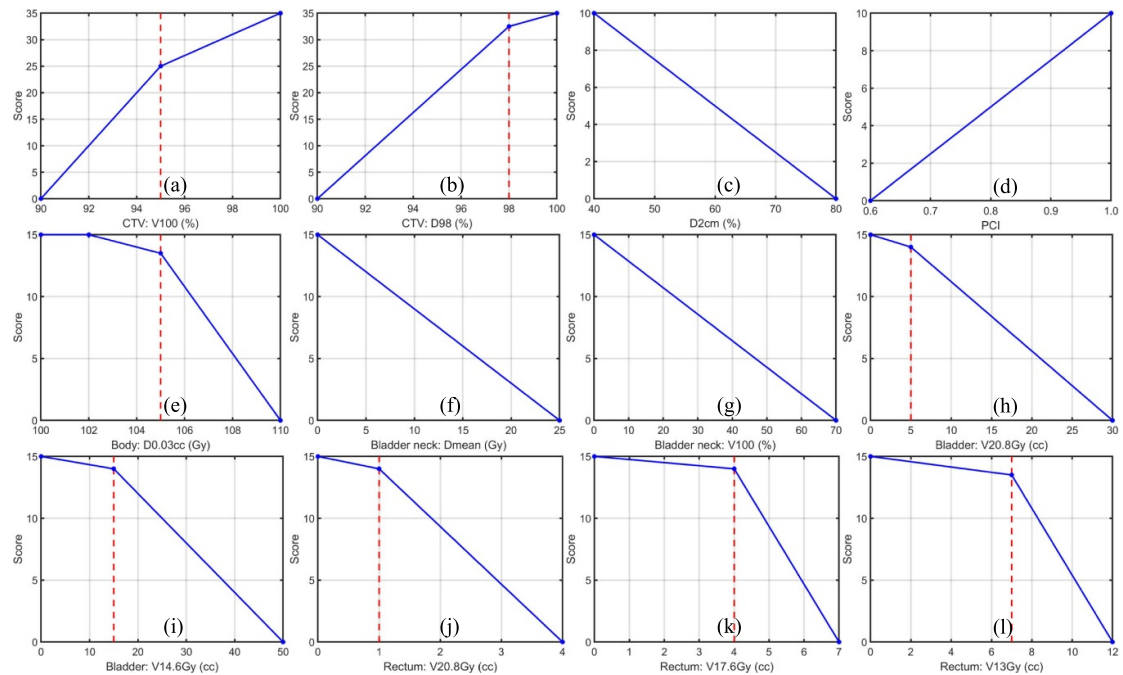 35
30
25
20
15
10
5
0
Score
90 92 94 96 98 100
CTV: V100 (%)
(a)
35
30
25
20
15
10
5
0
Score
90 92 94 96 98 100
CTV: D98 (%)
(b)
10
8
6
4
2
0
Score
40 50 60 70 80
D2cm (%)
(c)
10
8
6
4
2
0
Score
0.6 0.7 0.8 0.9 1.0
PCI
(d)
15
10
5
0
Score
100 102 104 106 108 110
Body: D0.03cc (Gy)
(e)
15
10
5
0
Score
0 5 10 15 20 25
Bladder neck: Dmean (Gy)
(f)
15
10
5
0
Score
0 10 20 30 40 50 60 70
Bladder neck: V100 (%)
(g)
15
10
5
0
Score
0 5 10 15 20 25 30
Bladder: V20.8Gy (cc)
(h)
15
10
5
0
Score
0 10 20 30 40 50
Bladder: V14.6Gy (cc)
(i)
15
10
5
0
Score
0 1 2 3 4
Rectum: V20.8Gy (cc)
(j)
15
10
5
0
Score
0 1 2 3 4 5 6 7
Rectum: V17.6Gy (cc)
(k)
15
10
5
0
Score
0 2 4 6 8 10 12
Rectum: V13Gy (cc)
(l)